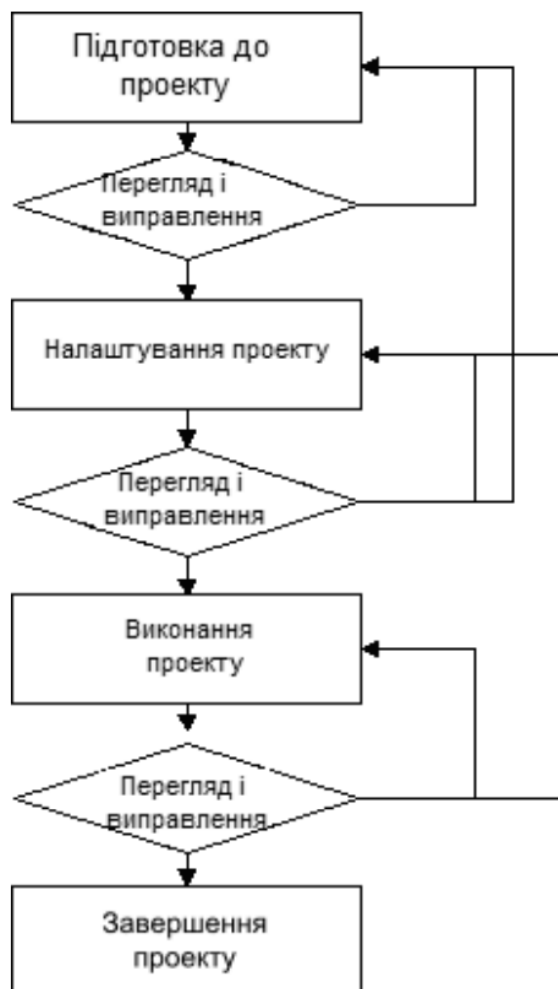 Підготовка до
проекту
Перегляд і
виправлення
Налаштування проекту
Перегляд і
виправлення
Виконання
проекту
Перегляд і
виправлення
Завершення
проекту